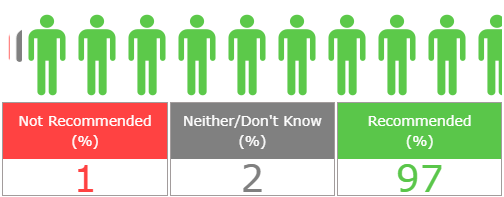 Not Recommended
(%)
Neither/Don't Know
(%)
Recommended
(%)
1
2
97